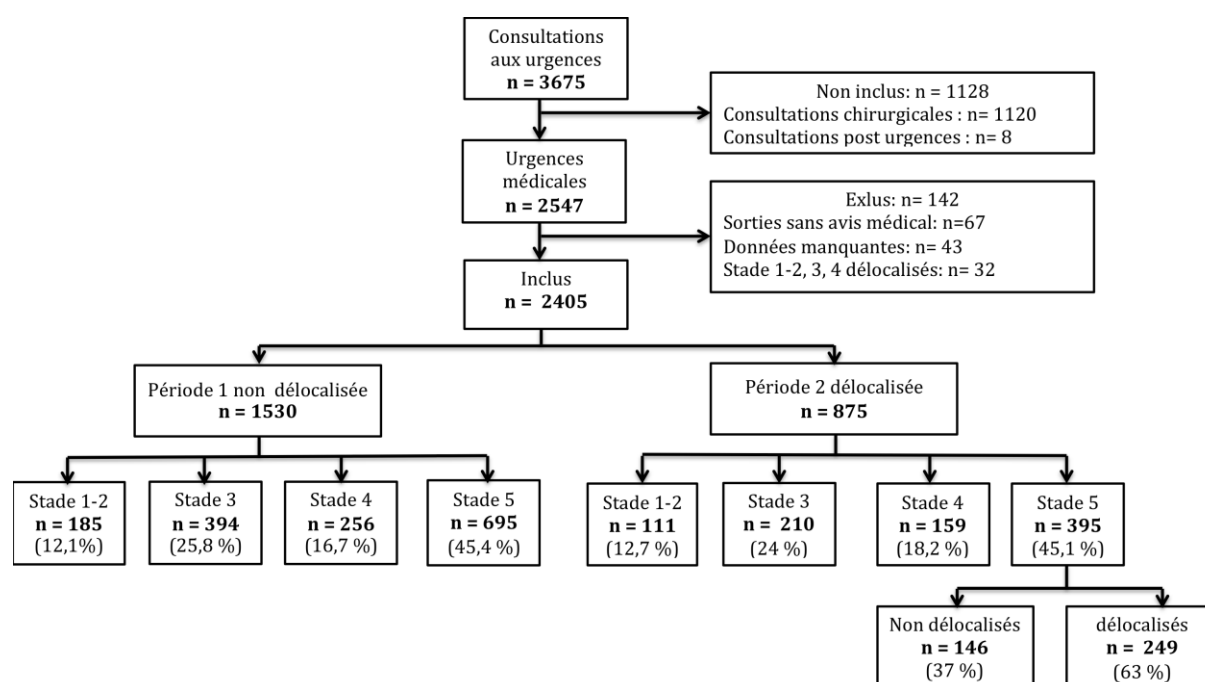 Consultations
aux urgences
n = 3675
Non inclus: n = 1128
Consultations chirurgicales : n= 1120
Consultations post urgences : n= 8
Urgences
médicales
n = 2547
Exlus: n= 142
Sorties sans avis médical: n=67
Données manquantes: n= 43
Stade 1-2, 3, 4 délocalisés: n= 32
Inclus
n = 2405
Période 1 non délocalisée
n = 1530
Période 2 délocalisée
n = 875
Stade 1-2
n = 185
(12,1%)
Stade 3
n = 394
(25,8 %)
Stade 4
n = 256
(16,7 %)
Stade 5
n = 695
(45,4 %)
Stade 1-2
n = 111
(12,7 %)
Stade 3
n = 210
(24 %)
Stade 4
n = 159
(18,2 %)
Stade 5
n = 395
(45,1 %)
Non délocalisés
n = 146
(37 %)
délocalisés
n = 249
(63 %)